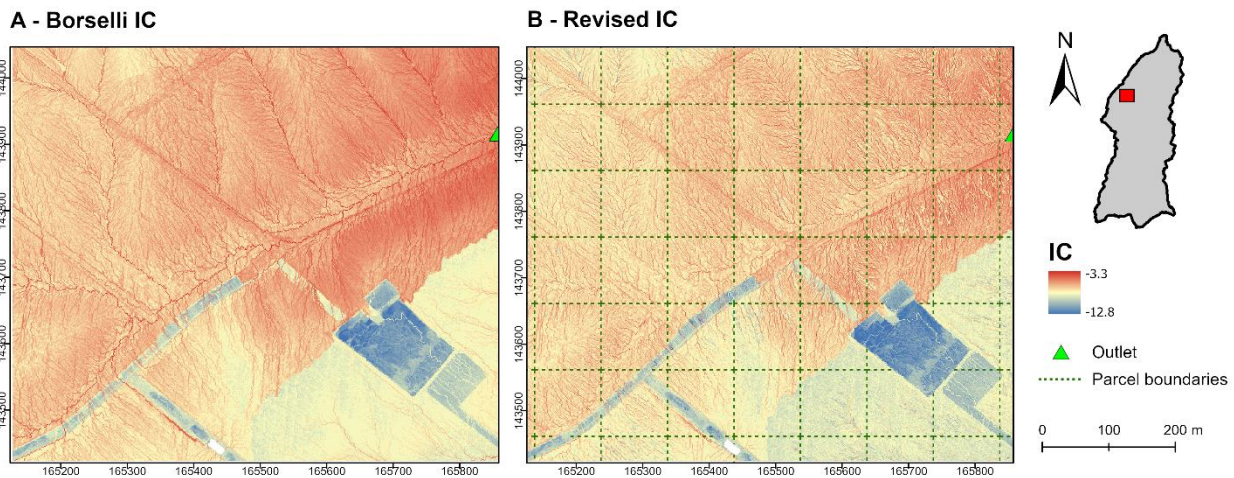 A - Borselli IC
B - Revised IC
144000
143900
143800
143700
143600
143500
165200 165300 165400 165500 165600 165700 165800
144000
143900
143800
143700
143600
143500
165200 165300 165400 165500 165600 165700 165800
N
IC
-3.3
-12.8
Outlet
Parcel boundaries
0 100 200 m